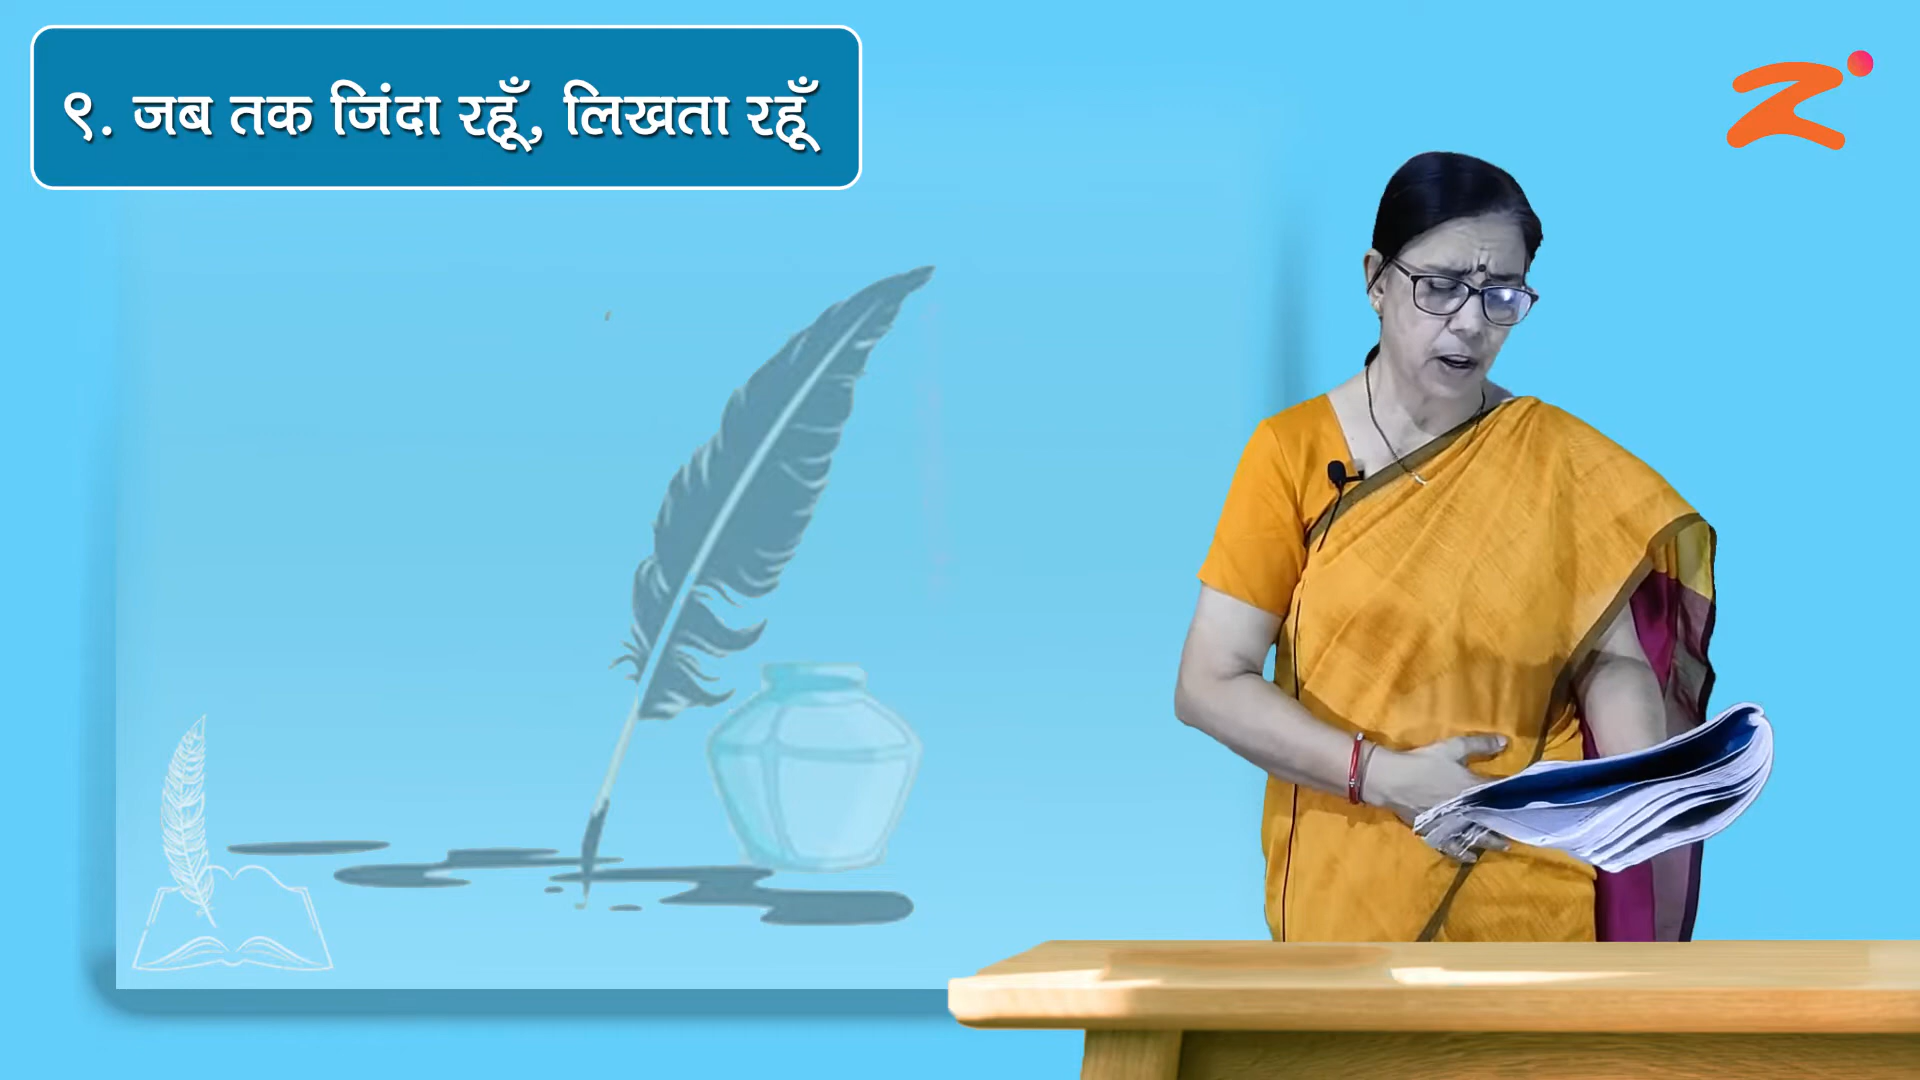 ९. जब तक जिंदा रहूँ, लिखता रहूँ